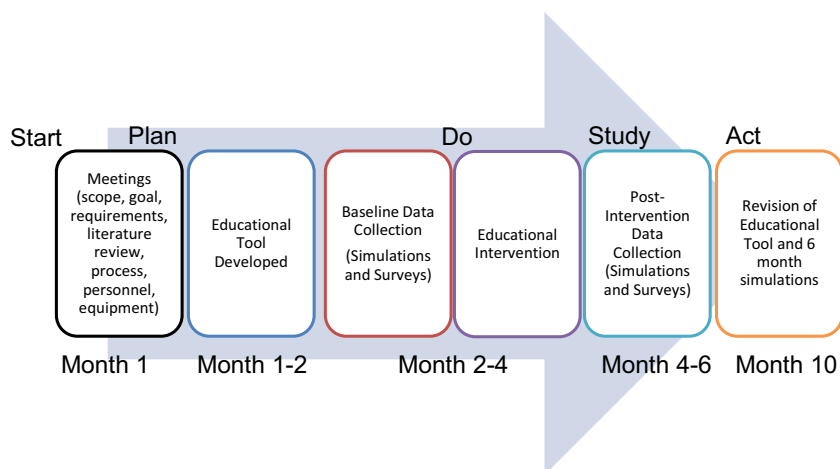 Start
Plan
Do
Study
Act
Meetings
(scope, goal,
requirements,
literature
review,
process,
personnel,
equipment)
Educational
Tool
Developed
Baseline Data
Collection
(Simulations
and Surveys)
Educational
Intervention
Post-
Intervention
Data
Collection
(Simulations
and Surveys)
Revision of
Educational
Tool and 6
month
simulations
Month 1
Month 1-2
Month 2-4
Month 4-6
Month 10